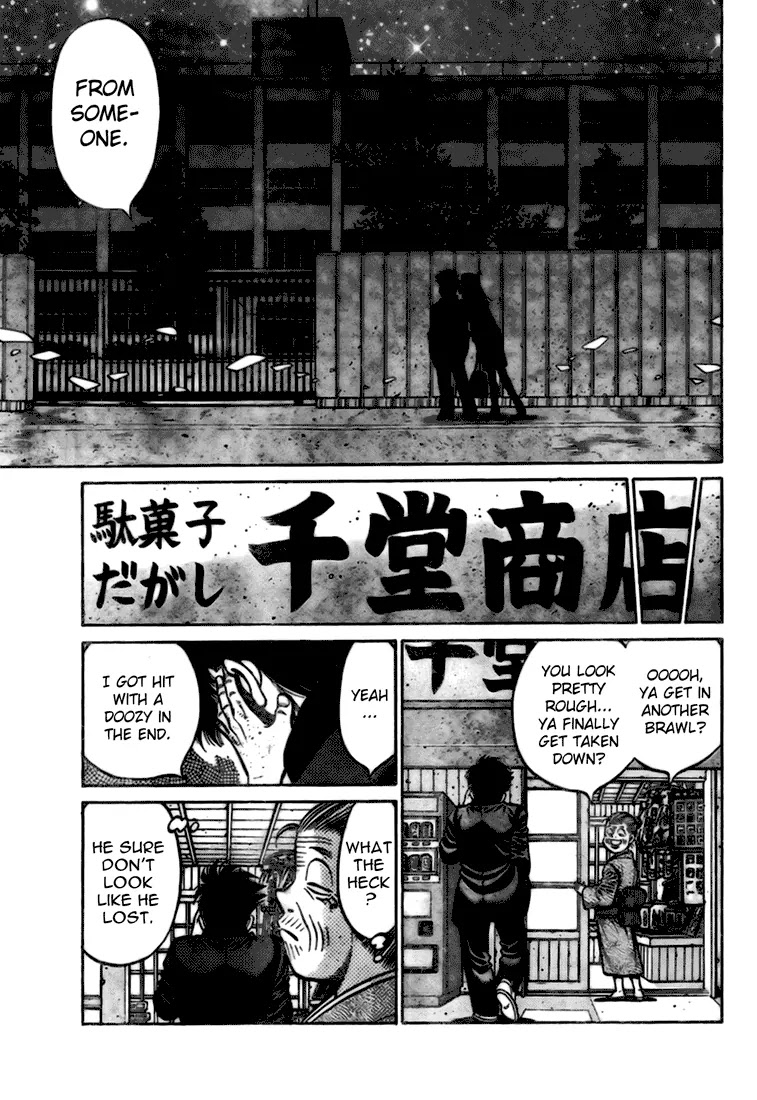 FROM
SOME-
ONE.
駄菓子
だがし
千堂商店
千堂
OOOOH,
YA GET IN
ANOTHER
BRAWL?
YOU LOOK
PRETTY
ROUGH...
YA FINALLY
GET TAKEN
DOWN?
YEAH
...
I GOT HIT
WITH A
DOOZY IN
THE END.
WHAT
THE
HECK
?
HE SURE
DON'T
LOOK
LIKE HE
LOST.